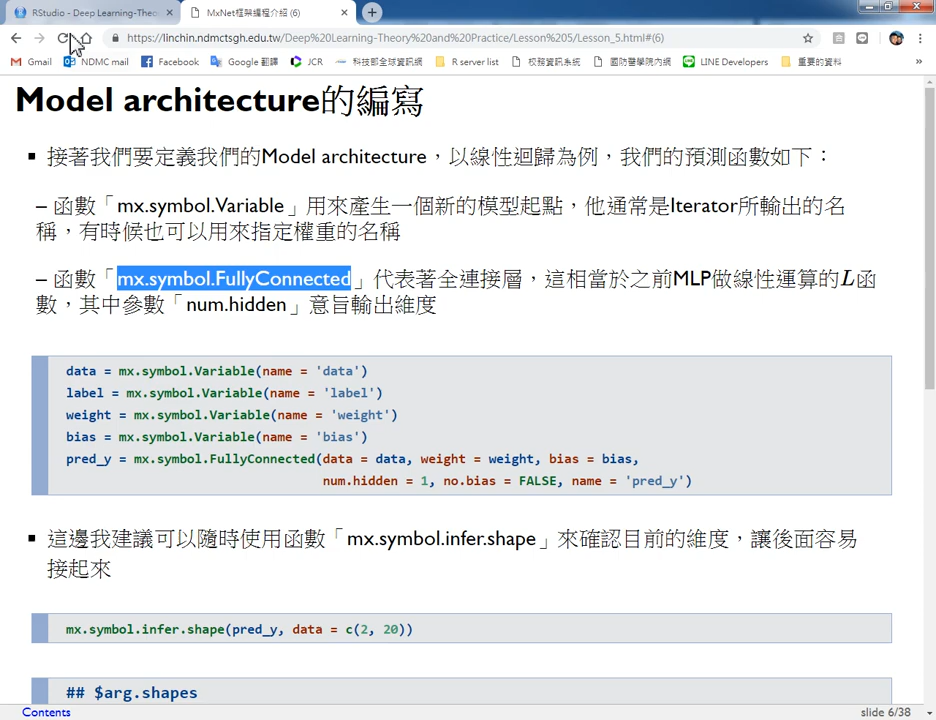 RStudio - Deep Learning-Theo
MxNet框架編程介紹 (6)
https://linchin.ndmctsgh.edu.tw/Deep%20Learning-Theory%20and%20Practice/Lesson%205/Lesson_5.html#(6)
Gmail NDMC mail Facebook Google 翻譯 JCR 科技部全球資訊網 R server list 校務資訊系統 國防醫學院內網 LINE Developers 重要的資料 »
Model architecture的編寫
▪ 接著我們要定義我們的Model architecture，以線性迴歸為例，我們的預測函數如下：
– 函數「mx.symbol.Variable」用來產生一個新的模型起點，他通常是Iterator所輸出的名
稱，有時候也可以用來指定權重的名稱
– 函數「mx.symbol.FullyConnected」代表著全連接層，這相當於之前MLP做線性運算的L函
數，其中參數「num.hidden」意旨輸出維度
data = mx.symbol.Variable(name = 'data')
label = mx.symbol.Variable(name = 'label')
weight = mx.symbol.Variable(name = 'weight')
bias = mx.symbol.Variable(name = 'bias')
pred_y = mx.symbol.FullyConnected(data = data, weight = weight, bias = bias,
num.hidden = 1, no.bias = FALSE, name = 'pred_y')
▪ 這邊我建議可以隨時使用函數「mx.symbol.infer.shape」來確認目前的維度，讓後面容易
接起來
mx.symbol.infer.shape(pred_y, data = c(2, 20))
## $arg.shapes
Contents slide 6/38